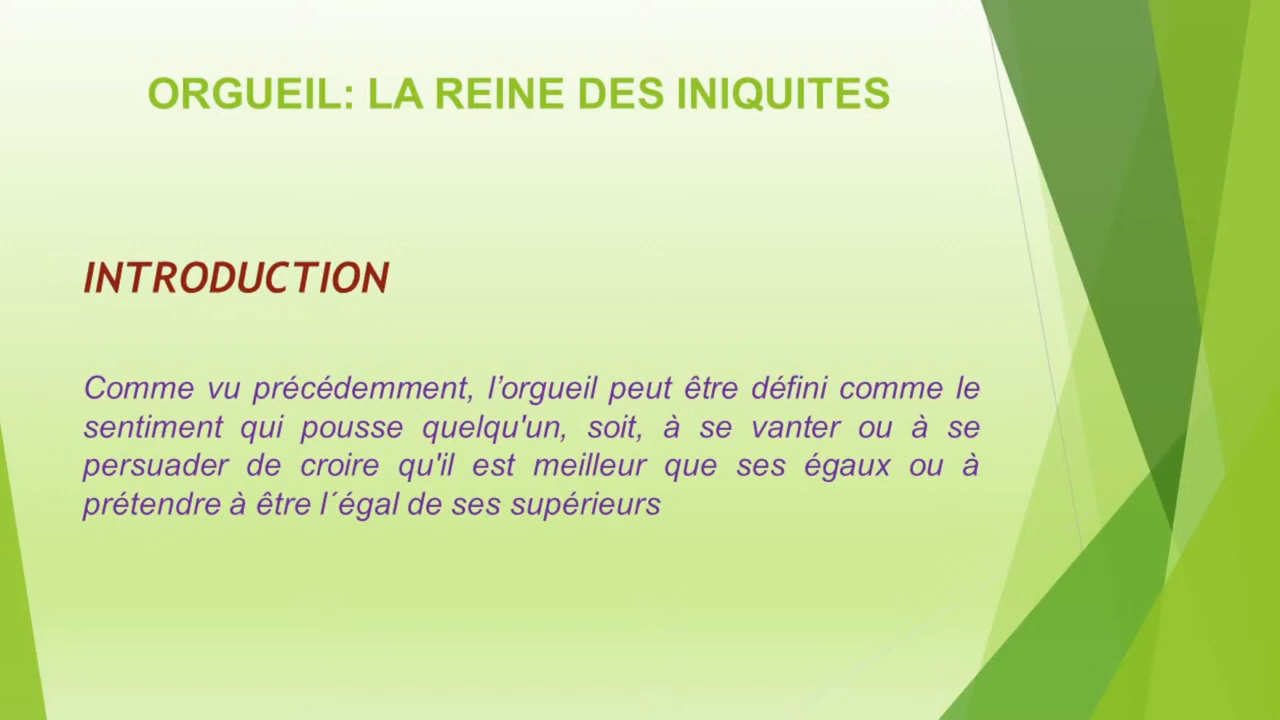 ORGUEIL: LA REINE DES INIQUITES
INTRODUCTION
Comme vu précédemment, l’orgueil peut être défini comme le
sentiment qui pousse quelqu'un, soit, à se vanter ou à se
persuader de croire qu'il est meilleur que ses égaux ou à
prétendre à être l´égal de ses supérieurs